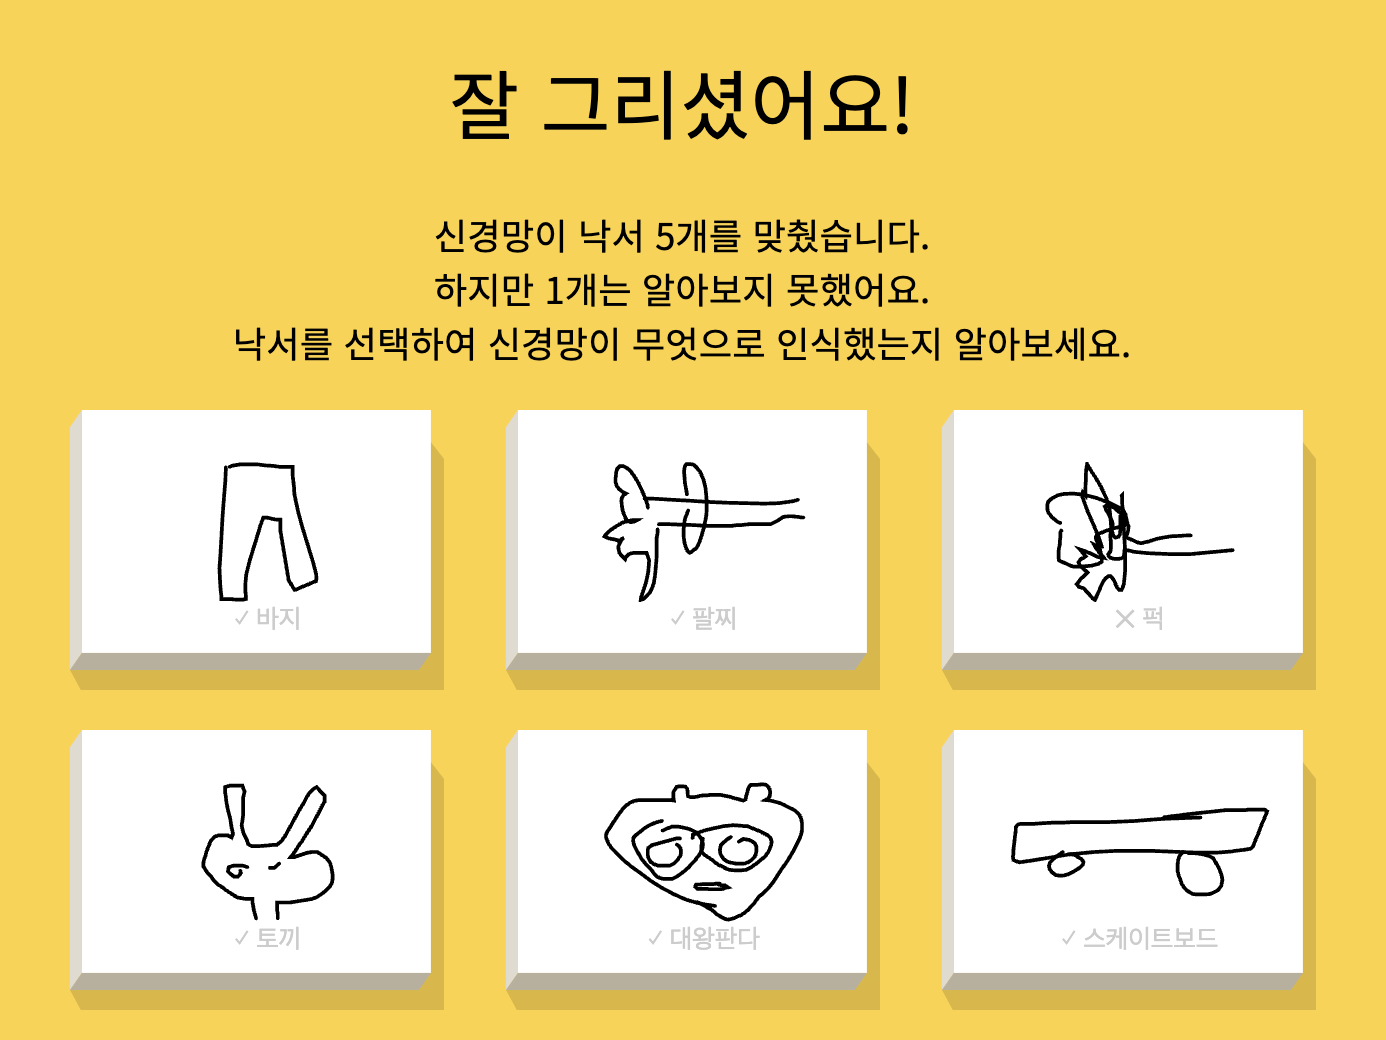 잘 그리셨어요!
신경망이 낙서 5개를 맞췄습니다.
하지만 1개는 알아보지 못했어요.
낙서를 선택하여 신경망이 무엇으로 인식했는지 알아보세요.
✓ 바지
✓ 팔찌
✕ 퍽
✓ 토끼
✓ 대왕판다
✓ 스케이트보드